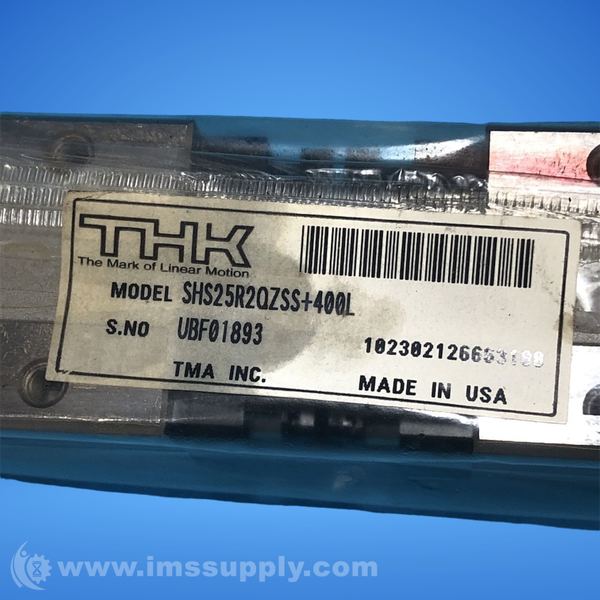 THK
The Mark of Linear Motion
MODEL SHS25R2QZSS+400L
S.NO UBF01893
TMA INC.
MADE IN USA
www.imssupply.com